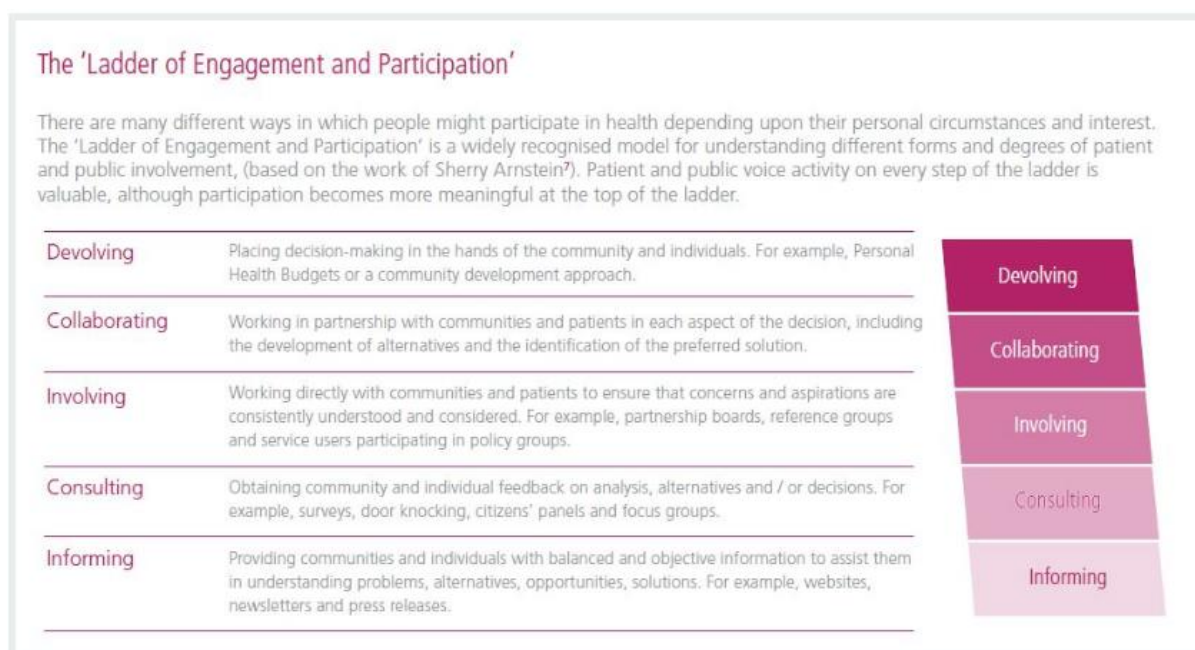 The 'Ladder of Engagement and Participation'
There are many different ways in which people might participate in health depending upon their personal circumstances and interest.
The 'Ladder of Engagement and Participation' is a widely recognised model for understanding different forms and degrees of patient
and public involvement, (based on the work of Sherry Arnstein⁷). Patient and public voice activity on every step of the ladder is
valuable, although participation becomes more meaningful at the top of the ladder.
Devolving
Placing decision-making in the hands of the community and individuals. For example, Personal
Health Budgets or a community development approach.
Collaborating
Working in partnership with communities and patients in each aspect of the decision, including
the development of alternatives and the identification of the preferred solution.
Involving
Working directly with communities and patients to ensure that concerns and aspirations are
consistently understood and considered. For example, partnership boards, reference groups
and service users participating in policy groups.
Consulting
Obtaining community and individual feedback on analysis, alternatives and / or decisions. For
example, surveys, door knocking, citizens' panels and focus groups.
Informing
Providing communities and individuals with balanced and objective information to assist them
in understanding problems, alternatives, opportunities, solutions. For example, websites,
newsletters and press releases.
Devolving
Collaborating
Involving
Consulting
Informing